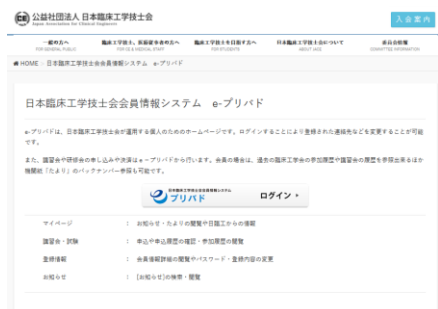 公益社団法人 日本臨床工学技士会
Japan Association for Clinical Engineers
入会案内
一般の方へ
FOR GENERAL PUBLIC
臨床工学技士、医療従事者の方へ
FOR CE & MEDICAL STAFF
臨床工学技士を目指す方へ
FOR STUDENTS
日本臨床工学技士会について
ABOUT JACE
委員会情報
COMMITTEE INFORMATION
HOME › 日本臨床工学技士会会員情報システム e-プリバド
日本臨床工学技士会会員情報システム e-プリバド
e-プリバドは、日本臨床工学技士会が運用する個人のためのホームページです。ログインすることにより登録された連絡先などを変更することが可能
です。
また、講習会や研修会の申し込みや決済はe-プリバドから行います。会員の場合は、過去の臨床工学会の参加履歴や講習会の履歴を参照出来るほか
機関紙「たより」のバックナンバー参照も可能です。
日本臨床工学技士会会員情報システム
プリバド ログイン
マイページ : お知らせ・たよりの閲覧や日臨工からの情報
講習会・試験 : 申込や申込履歴の確認・参加履歴の閲覧
登録情報 : 会員情報詳細の閲覧やパスワード・登録内容の変更
お知らせ : [お知らせ]の検索・閲覧